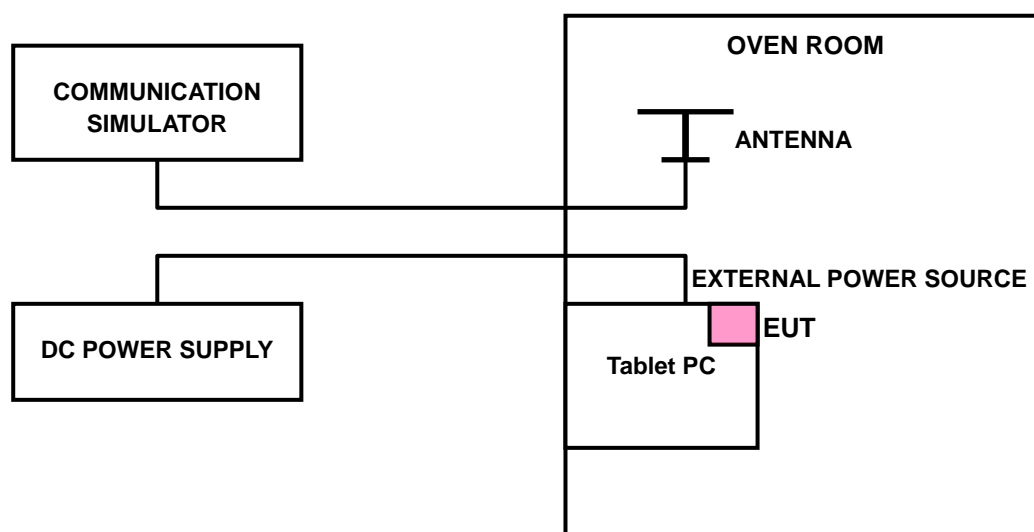 OVEN ROOM
COMMUNICATION
SIMULATOR
ANTENNA
EXTERNAL POWER SOURCE
DC POWER SUPPLY
EUT
Tablet PC